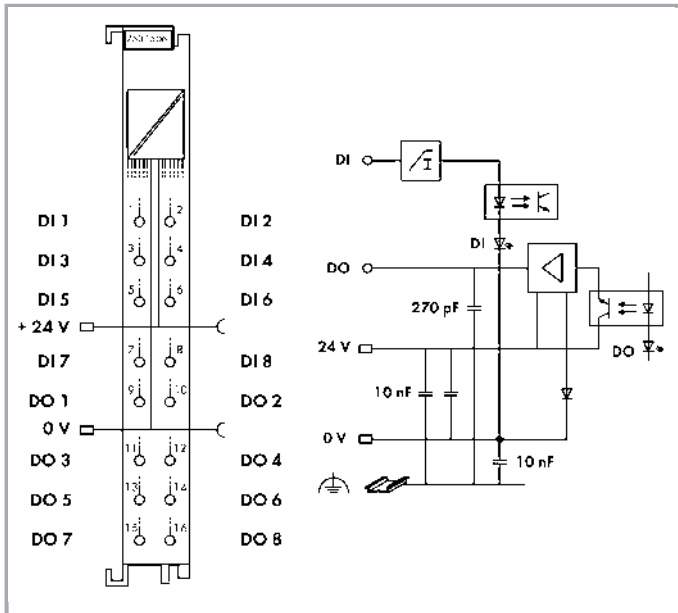 1 2
DI 1 DI 2
3 4
DI 3 DI 4
5 6
DI 5 DI 6
+ 24 V
7 8
DI 7 DI 8
9 10
DO 1 DO 2
0 V
11 12
DO 3 DO 4
13 14
DO 5 DO 6
15 16
DO 7 DO 8
DI
I
DI
DO
270 pF
24 V
DO
10 nF
0 V
10 nF